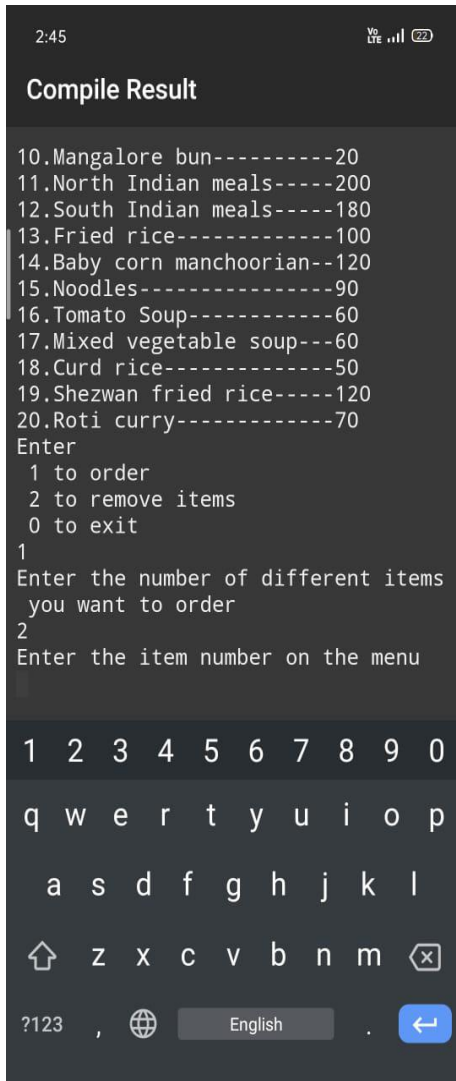 2:45 Vo LTE 22
Compile Result
10.Mangalore bun----------20
11.North Indian meals-----200
12.South Indian meals-----180
13.Fried rice-------------100
14.Baby corn manchoorian--120
15.Noodles----------------90
16.Tomato Soup------------60
17.Mixed vegetable soup---60
18.Curd rice--------------50
19.Shezwan fried rice-----120
20.Roti curry-------------70
Enter
 1 to order
 2 to remove items
 0 to exit
1
Enter the number of different items
 you want to order
2
Enter the item number on the menu
1 2 3 4 5 6 7 8 9 0
q w e r t y u i o p
a s d f g h j k l
z x c v b n m
?123 , English .